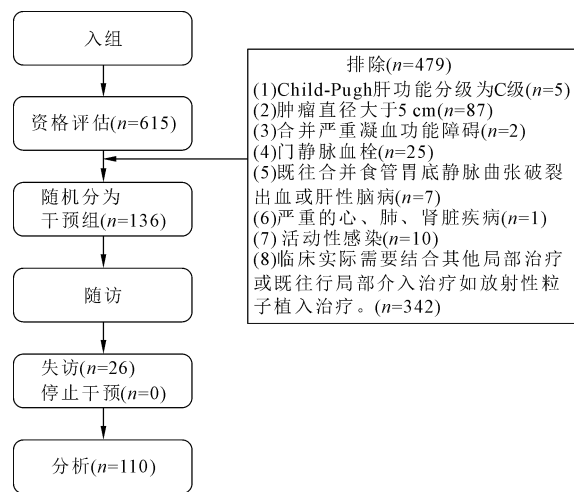 入组
资格评估(n=615)
随机分为
干预组(n=136)
随访
失访(n=26)
停止干预(n=0)
分析(n=110)
排除(n=479)
(1)Child-Pugh肝功能分级为C级(n=5)
(2)肿瘤直径大于5 cm(n=87)
(3)合并严重凝血功能障碍(n=2)
(4)门静脉血栓(n=25)
(5)既往合并食管胃底静脉曲张破裂
出血或肝性脑病(n=7)
(6)严重的心、肺、肾脏疾病(n=1)
(7)活动性感染(n=10)
(8)临床实际需要结合其他局部治疗
或既往行局部介入治疗如放射性粒
子植入治疗。(n=342)